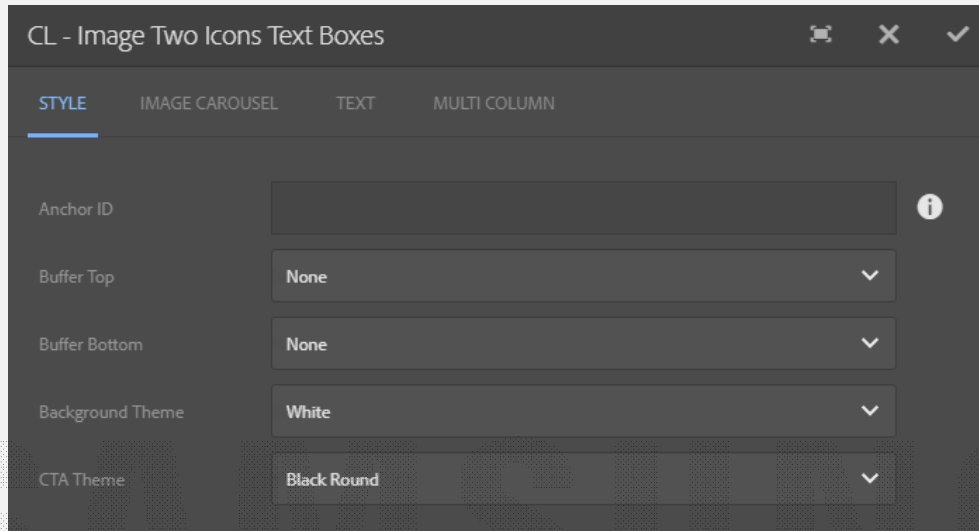 CL - Image Two Icons Text Boxes
STYLE IMAGE CAROUSEL TEXT MULTI COLUMN
Anchor ID
Buffer Top None
Buffer Bottom None
Background Theme White
CTA Theme Black Round